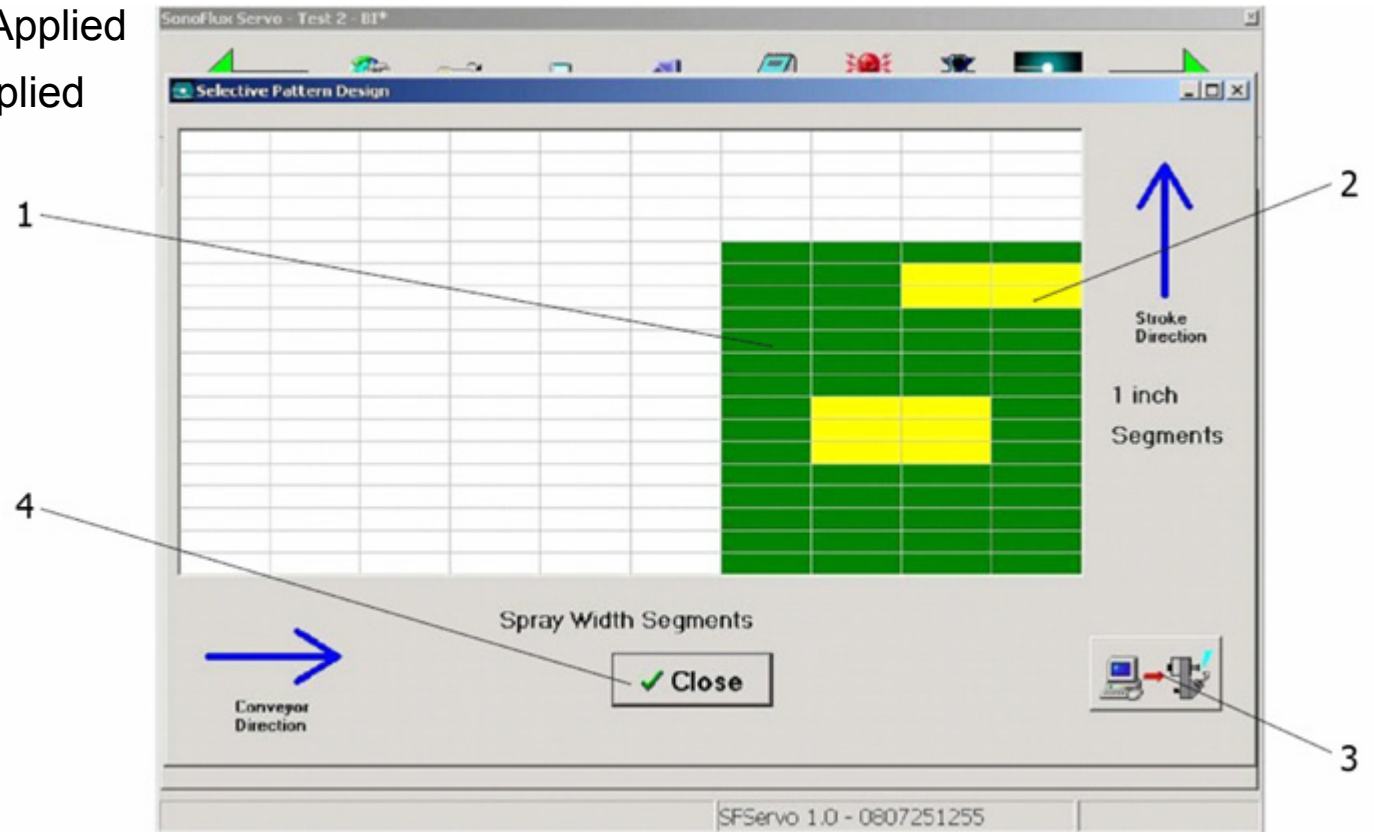 Applied
plied
SonoFlux Servo - Test 2 - BI*
Selective Pattern Design
1
2
Stroke
Direction
1 inch
Segments
4
Spray Width Segments
Close
Conveyor
Direction
3
SFServo 1.0 - 0807251255